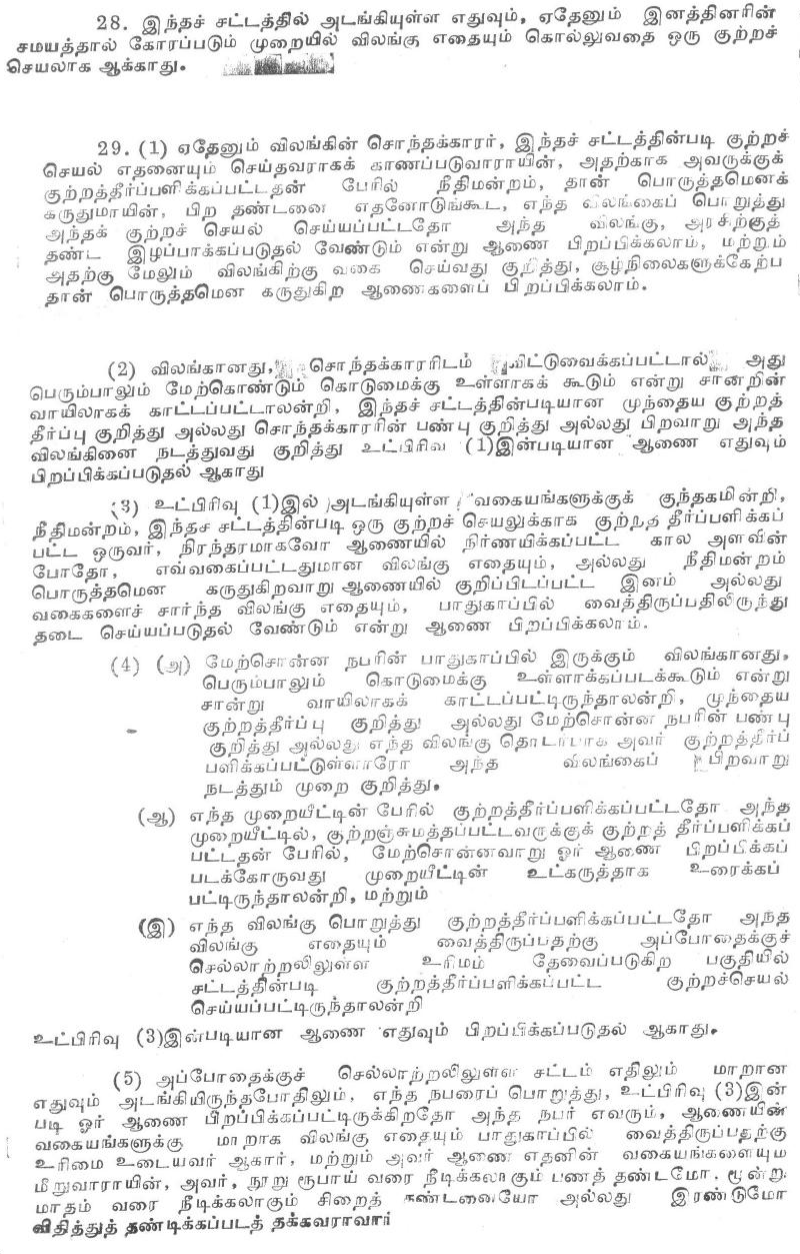 28. இந்தச் சட்டத்தில் அடங்கியுள்ள எதுவும், ஏதேனும் இனத்தினரின்
சமயத்தால் கோரப்படும் முறையில் விலங்கு எதையும் கொல்லுவதை ஒரு குற்றச்
செயலாக ஆக்காது.
29. (1) ஏதேனும் விலங்கின் சொந்தக்காரர், இந்தச் சட்டத்தின்படி குற்றச்
செயல் எதனையும் செய்தவராகக் காணப்படுவாராயின், அதற்காக அவருக்குக்
குற்றத்தீர்ப்பளிக்கப்பட்டதன் பேரில் நீதிமன்றம், தான் பொருத்தமெனக்
கருதுமாயின், பிற தண்டனை எதனோடுங்கூட, எந்த விலங்கைப் பொறுத்து
அந்தக் குற்றச் செயல் செய்யப்பட்டதோ அந்த விலங்கு, அரசிற்குத்
தண்ட இழப்பாக்கப்படுதல் வேண்டும் என்று ஆணை பிறப்பிக்கலாம், மற்றும்
அதற்கு மேலும் விலங்கிற்கு வகை செய்வது குறித்து, சூழ்நிலைகளுக்கேற்ப
தான் பொருத்தமென கருதுகிற ஆணைகளைப் பிறப்பிக்கலாம்.
(2) விலங்கானது, சொந்தக்காரரிடம் விட்டுவைக்கப்பட்டால் அது
பெரும்பாலும் மேற்கொண்டும் கொடுமைக்கு உள்ளாகக் கூடும் என்று சான்றின்
வாயிலாகக் காட்டப்பட்டாலன்றி, இந்தச் சட்டத்தின்படியான முந்தைய குற்றத்
தீர்ப்பு குறித்து அல்லது சொந்தக்காரரின் பண்பு குறித்து அல்லது பிறவாறு அந்த
விலங்கினை நடத்துவது குறித்து உட்பிரிவு (1)இன்படியான ஆணை எதுவும்
பிறப்பிக்கப்படுதல் ஆகாது
(3) உட்பிரிவு (1)இல் அடங்கியுள்ள வகையங்களுக்குக் குந்தகமின்றி,
நீதிமன்றம், இந்தச சட்டத்தின்படி ஒரு குற்றச் செயலுக்காக குற்றத் தீர்ப்பளிக்கப்
பட்ட ஒருவர், நிரந்தரமாகவோ ஆணையில் நிர்ணயிக்கப்பட்ட கால அளவின்
போதோ, எவ்வகைப்பட்டதுமான விலங்கு எதையும், அல்லது நீதிமன்றம்
பொருத்தமென கருதுகிறவாறு ஆணையில் குறிப்பிடப்பட்ட இனம் அல்லது
வகைகளைச் சார்ந்த விலங்கு எதையும், பாதுகாப்பில் வைத்திருப்பதிலிருந்து
தடை செய்யப்படுதல் வேண்டும் என்று ஆணை பிறப்பிக்கலாம்.
(4) (அ) மேற்சொன்ன நபரின் பாதுகாப்பில் இருக்கும் விலங்கானது,
பெரும்பாலும் கொடுமைக்கு உள்ளாக்கப்படக்கூடும் என்று
சான்று வாயிலாகக் காட்டப்பட்டிருந்தாலன்றி, முந்தைய
குற்றத்தீர்ப்பு குறித்து அல்லது மேற்சொன்ன நபரின் பண்பு
குறித்து அல்லது எந்த விலங்கு தொடர்பாக அவர் குற்றத்தீர்ப்
பளிக்கப்பட்டுள்ளாரோ அந்த விலங்கைப் பிறவாறு
நடத்தும் முறை குறித்து,
(ஆ) எந்த முறையீட்டின் பேரில் குற்றத்தீர்ப்பளிக்கப்பட்டதோ அந்த
முறையீட்டில், குற்றஞ்சுமத்தப்பட்டவருக்குக் குற்றத் தீர்ப்பளிக்கப்
பட்டதன் பேரில், மேற்சொன்னவாறு ஓர் ஆணை பிறப்பிக்கப்
படக்கோருவது முறையீட்டின் உட்கருத்தாக உரைக்கப்
பட்டிருந்தாலன்றி, மற்றும்
(இ) எந்த விலங்கு பொறுத்து குற்றத்தீர்ப்பளிக்கப்பட்டதோ அந்த
விலங்கு எதையும் வைத்திருப்பதற்கு அப்போதைக்குச்
செல்லாற்றலிலுள்ள உரிமம் தேவைப்படுகிற பகுதியில்
சட்டத்தின்படி குற்றத்தீர்ப்பளிக்கப்பட்ட குற்றச்செயல்
செய்யப்பட்டிருந்தாலன்றி
உட்பிரிவு (3)இன்படியான ஆணை எதுவும் பிறப்பிக்கப்படுதல் ஆகாது.
(5) அப்போதைக்குச் செல்லாற்றலிலுள்ள சட்டம் எதிலும் மாறான
எதுவும் அடங்கியிருந்தபோதிலும், எந்த நபரைப் பொறுத்து, உட்பிரிவு (3)இன்
படி ஓர் ஆணை பிறப்பிக்கப்பட்டிருக்கிறதோ அந்த நபர் எவரும், ஆணையின்
வகையங்களுக்கு மாறாக விலங்கு எதையும் பாதுகாப்பில் வைத்திருப்பதற்கு
உரிமை உடையவர் ஆகார், மற்றும் அவர் ஆணை எதனின் வகையங்களையும
மீறுவாராயின், அவர், நூறு ரூபாய் வரை நீடிக்கலாகும் பணத் தண்டமோ. மூன்று
மாதம் வரை நீடிக்கலாகும் சிறைத் தண்டனையோ அல்லது இரண்டுமோ
விதித்துத் தண்டிக்கப்படத் தக்கவராவார்